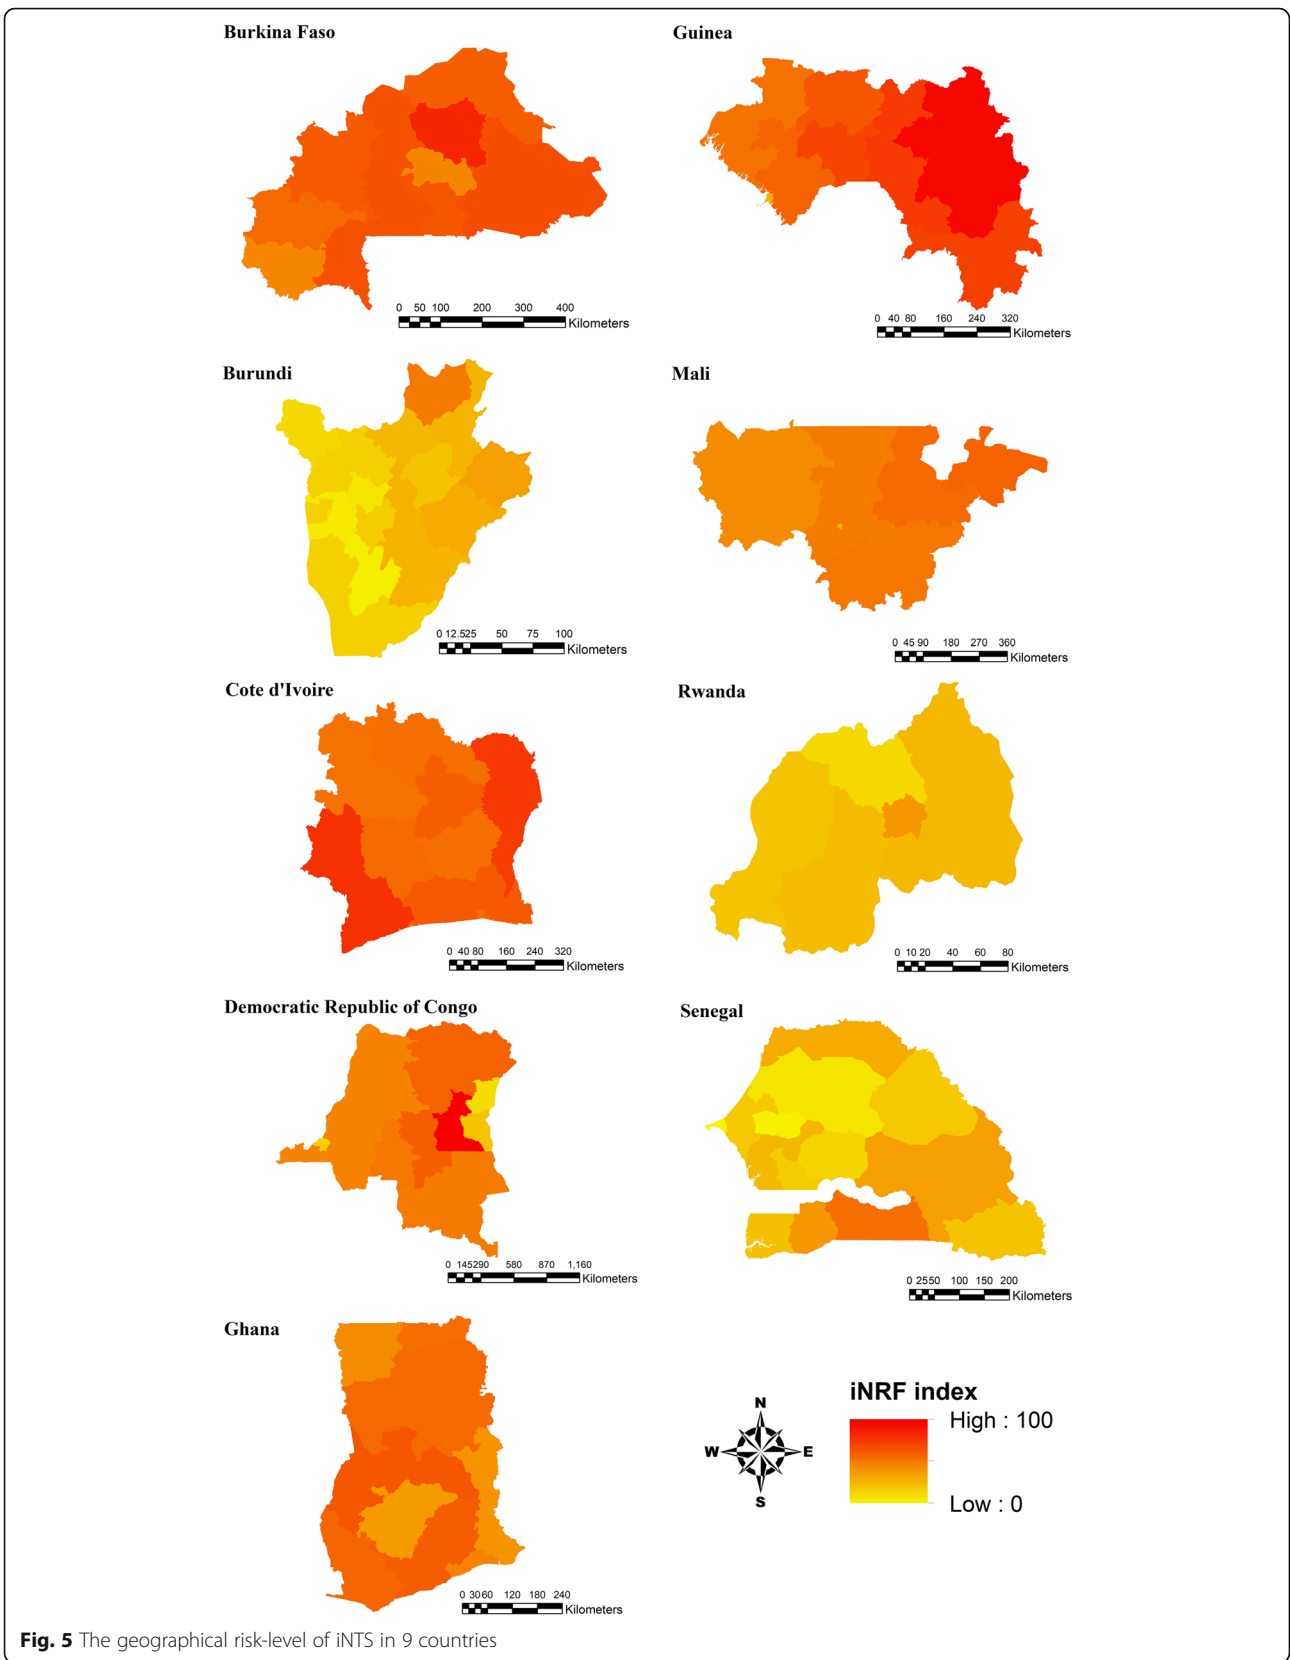 Burkina Faso
0 50 100 200 300 400
Kilometers
Guinea
0 40 80 160 240 320
Kilometers
Burundi
0 12.525 50 75 100
Kilometers
Mali
0 45 90 180 270 360
Kilometers
Cote d'Ivoire
0 40 80 160 240 320
Kilometers
Rwanda
0 10 20 40 60 80
Kilometers
Democratic Republic of Congo
0 145290 580 870 1,160
Kilometers
Senegal
0 2550 100 150 200
Kilometers
Ghana
0 3060 120 180 240
Kilometers
N
W E
S
iNRF index
High : 100
Low : 0
Fig. 5 The geographical risk-level of iNTS in 9 countries